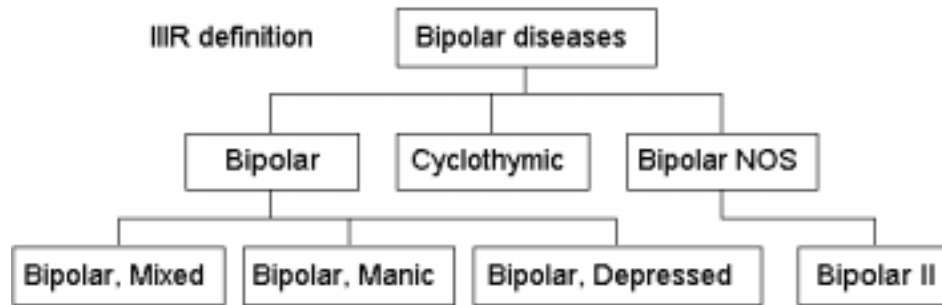 IIIR definition
Bipolar diseases
Bipolar
Cyclothymic
Bipolar NOS
Bipolar, Mixed
Bipolar, Manic
Bipolar, Depressed
Bipolar II